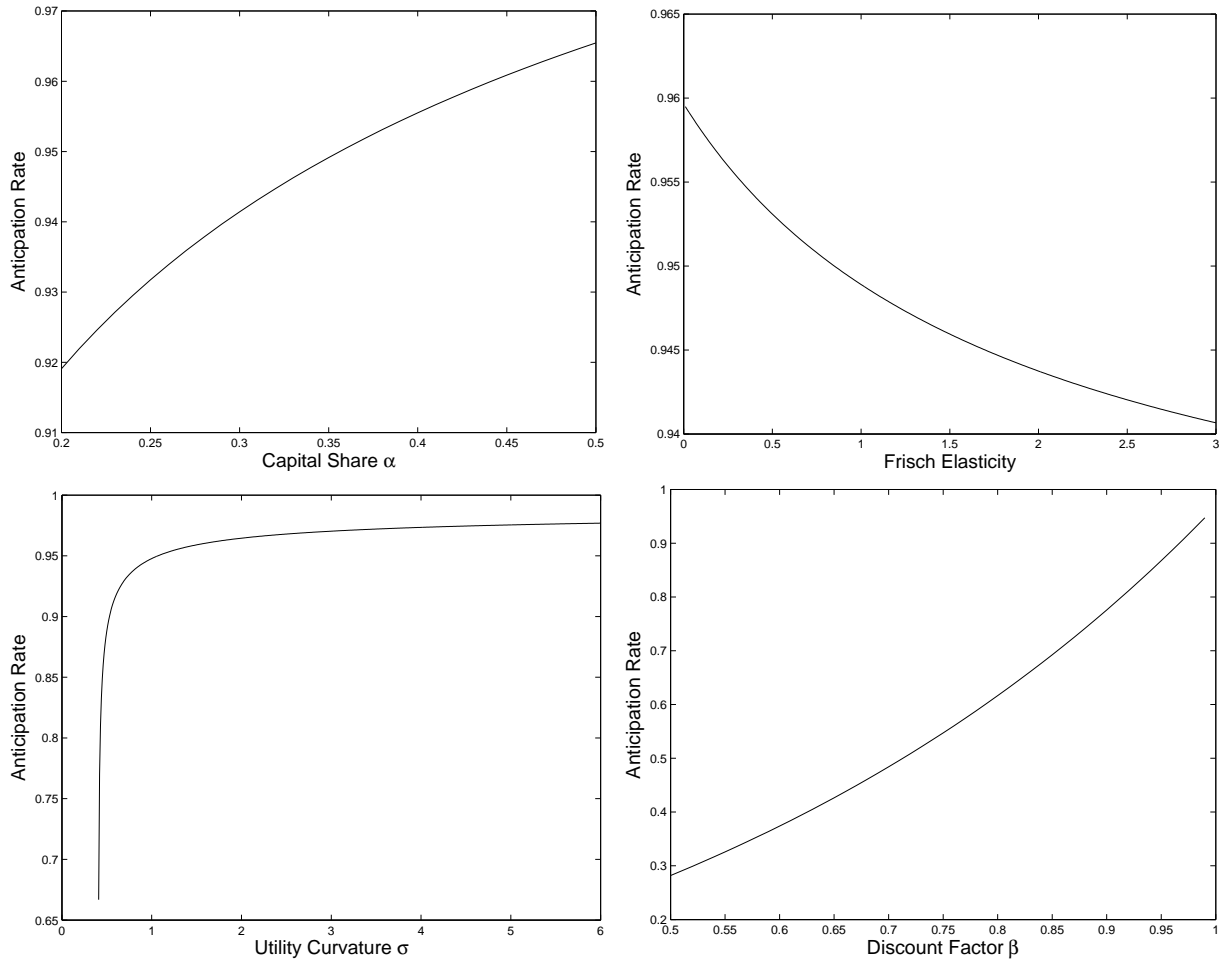 0.97
0.96
0.95
0.94
0.93
0.92
0.91
Anticpation Rate
0.2 0.25 0.3 0.35 0.4 0.45 0.5
Capital Share α
0.965
0.96
0.955
0.95
0.945
0.94
Anticipation Rate
0 0.5 1 1.5 2 2.5 3
Frisch Elasticity
1
0.95
0.9
0.85
0.8
0.75
0.7
0.65
Anticipation Rate
0 1 2 3 4 5 6
Utility Curvature σ
1
0.9
0.8
0.7
0.6
0.5
0.4
0.3
0.2
Anticipation Rate
0.5 0.55 0.6 0.65 0.7 0.75 0.8 0.85 0.9 0.95 1
Discount Factor β